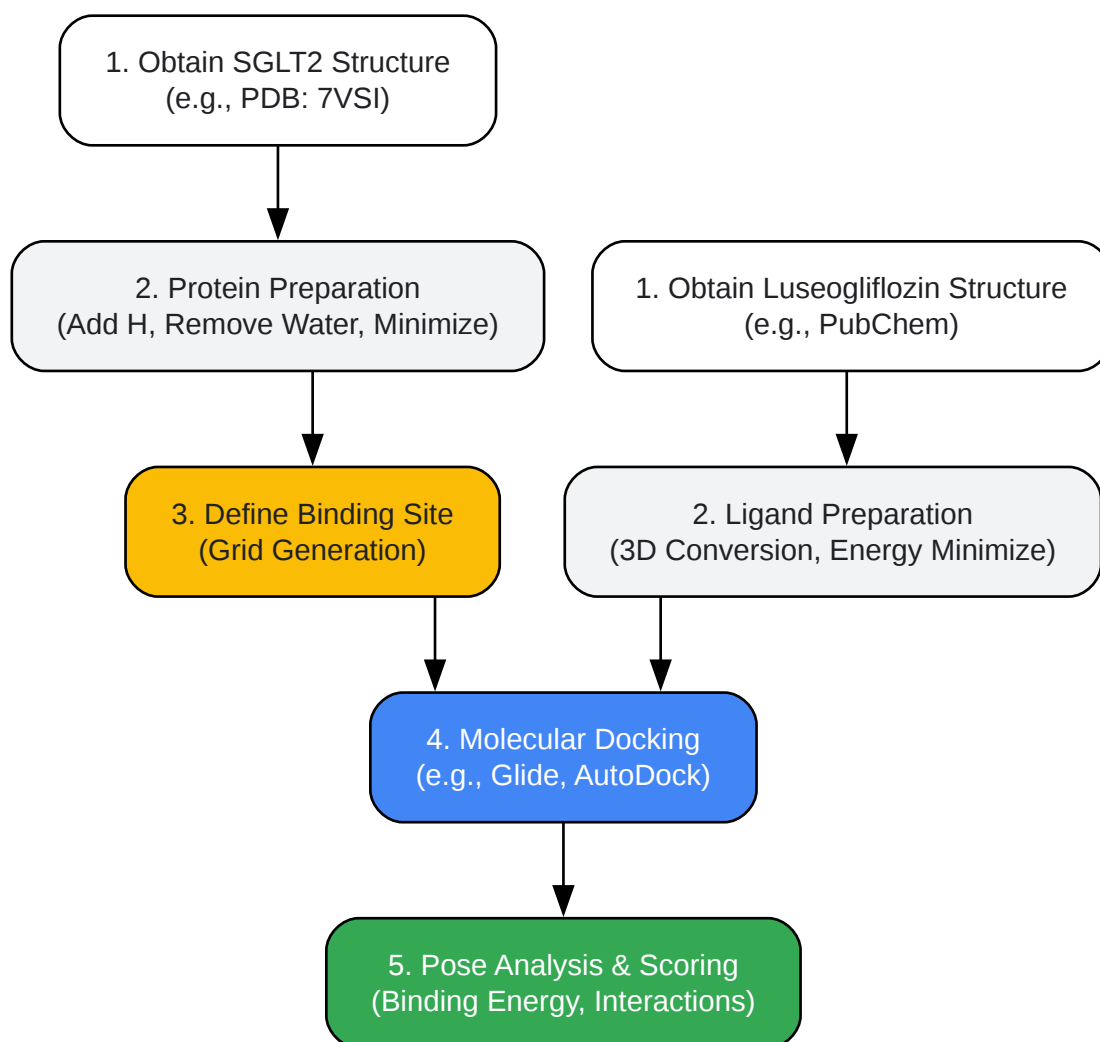 1. Obtain SGLT2 Structure
(e.g., PDB: 7VSI)
2. Protein Preparation
(Add H, Remove Water, Minimize)
1. Obtain Luseogliflozin Structure
(e.g., PubChem)
3. Define Binding Site
(Grid Generation)
2. Ligand Preparation
(3D Conversion, Energy Minimize)
4. Molecular Docking
(e.g., Glide, AutoDock)
5. Pose Analysis & Scoring
(Binding Energy, Interactions)